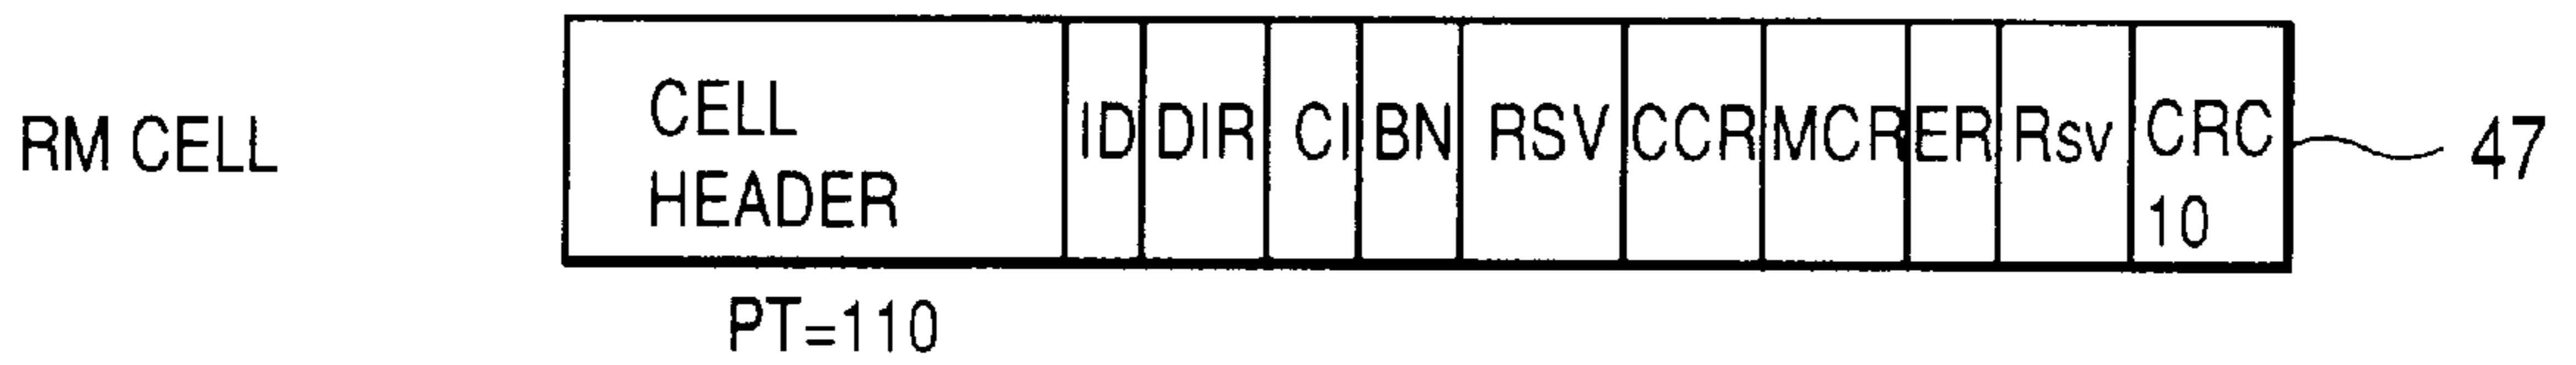 RM CELL
CELL
HEADER
ID DIR CI BN RSV CCR MCR ER Rsv CRC
10
47
PT=110